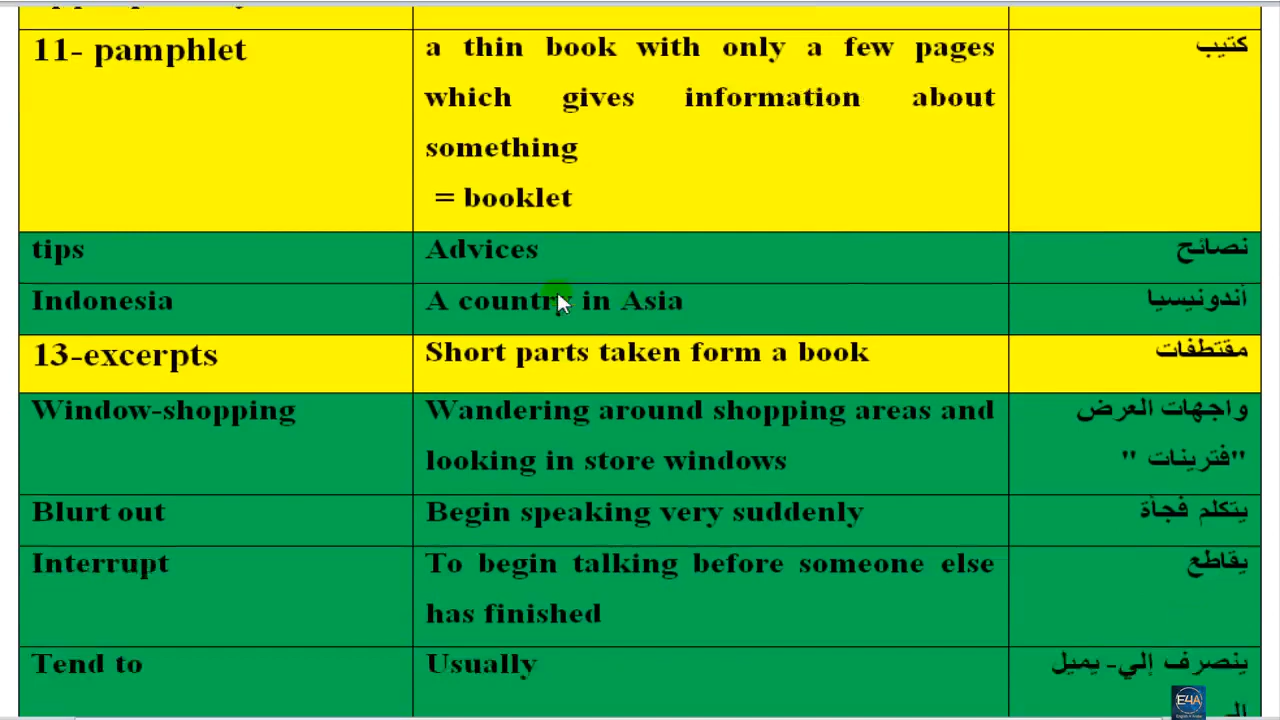 11- pamphlet
a thin book with only a few pages
which gives information about
something
= booklet
كتيب
tips
Advices
نصائح
Indonesia
A country in Asia
أندونيسيا
13-excerpts
Short parts taken form a book
مقتطفات
Window-shopping
Wandering around shopping areas and
looking in store windows
واجهات العرض
"فترينات "
Blurt out
Begin speaking very suddenly
يتكلم فجأة
Interrupt
To begin talking before someone else
has finished
يقاطع
Tend to
Usually
ينصرف إلي- يميل
E4A